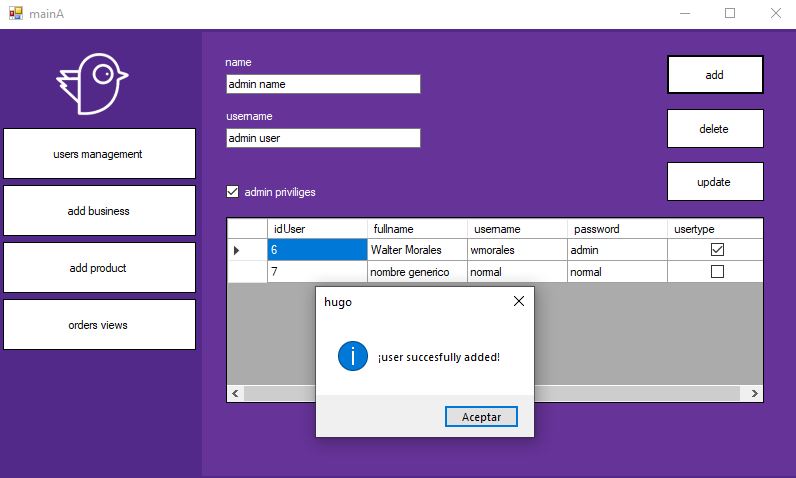 mainA
name
admin name
username
admin user
admin priviliges
add
delete
update
users management
add business
add product
orders views
idUser fullname username password usertype
6 Walter Morales wmorales admin
7 nombre generico normal normal
hugo
¡user succesfully added!
Aceptar